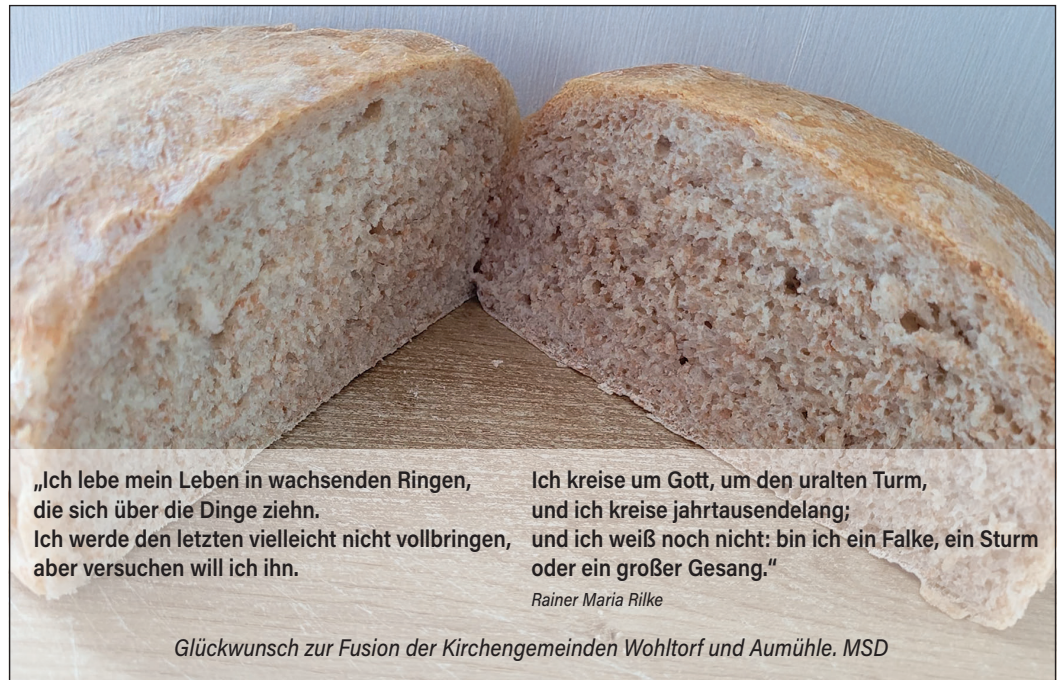 „Ich lebe mein Leben in wachsenden Ringen,
die sich über die Dinge ziehn.
Ich werde den letzten vielleicht nicht vollbringen,
aber versuchen will ich ihn.
Ich kreise um Gott, um den uralten Turm,
und ich kreise jahrtausendelang;
und ich weiß noch nicht: bin ich ein Falke, ein Sturm
oder ein großer Gesang.“
Rainer Maria Rilke
Glückwunsch zur Fusion der Kirchengemeinden Wohltorf und Aumühle. MSD